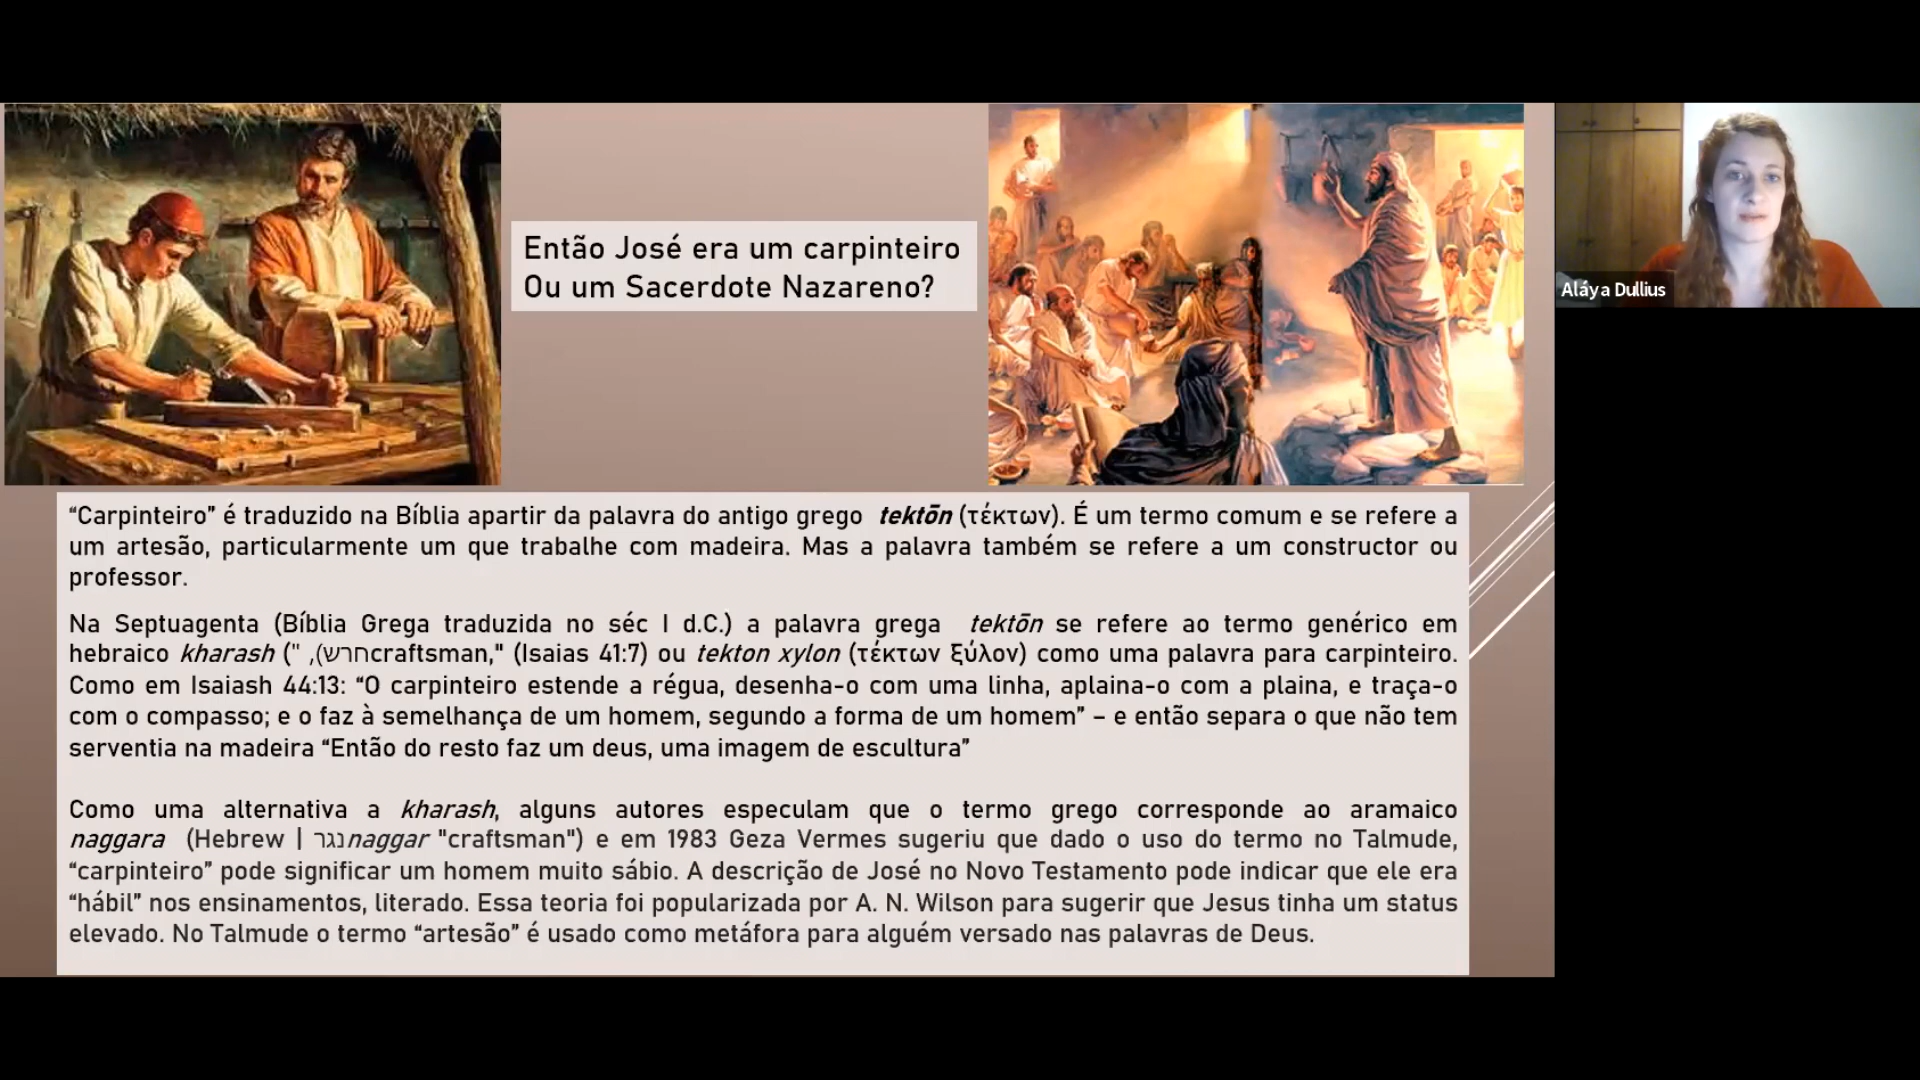 Então José era um carpinteiro
Ou um Sacerdote Nazareno?
Aláya Dullius
“Carpinteiro” é traduzido na Bíblia apartir da palavra do antigo grego tektōn (τέκτων). É um termo comum e se refere a
um artesão, particularmente um que trabalhe com madeira. Mas a palavra também se refere a um constructor ou
professor.
Na Septuagenta (Bíblia Grega traduzida no séc I d.C.) a palavra grega tektōn se refere ao termo genérico em
hebraico kharash (" ,(חרשcraftsman," (Isaias 41:7) ou tekton xylon (τέκτων ξύλον) como uma palavra para carpinteiro.
Como em Isaiash 44:13: “O carpinteiro estende a régua, desenha-o com uma linha, aplaina-o com a plaina, e traça-o
com o compasso; e o faz à semelhança de um homem, segundo a forma de um homem” – e então separa o que não tem
serventia na madeira “Então do resto faz um deus, uma imagem de escultura”
Como uma alternativa a kharash, alguns autores especulam que o termo grego corresponde ao aramaico
naggara (Hebrew | נגרnaggar "craftsman") e em 1983 Geza Vermes sugeriu que dado o uso do termo no Talmude,
“carpinteiro” pode significar um homem muito sábio. A descrição de José no Novo Testamento pode indicar que ele era
“hábil” nos ensinamentos, literado. Essa teoria foi popularizada por A. N. Wilson para sugerir que Jesus tinha um status
elevado. No Talmude o termo “artesão” é usado como metáfora para alguém versado nas palavras de Deus.